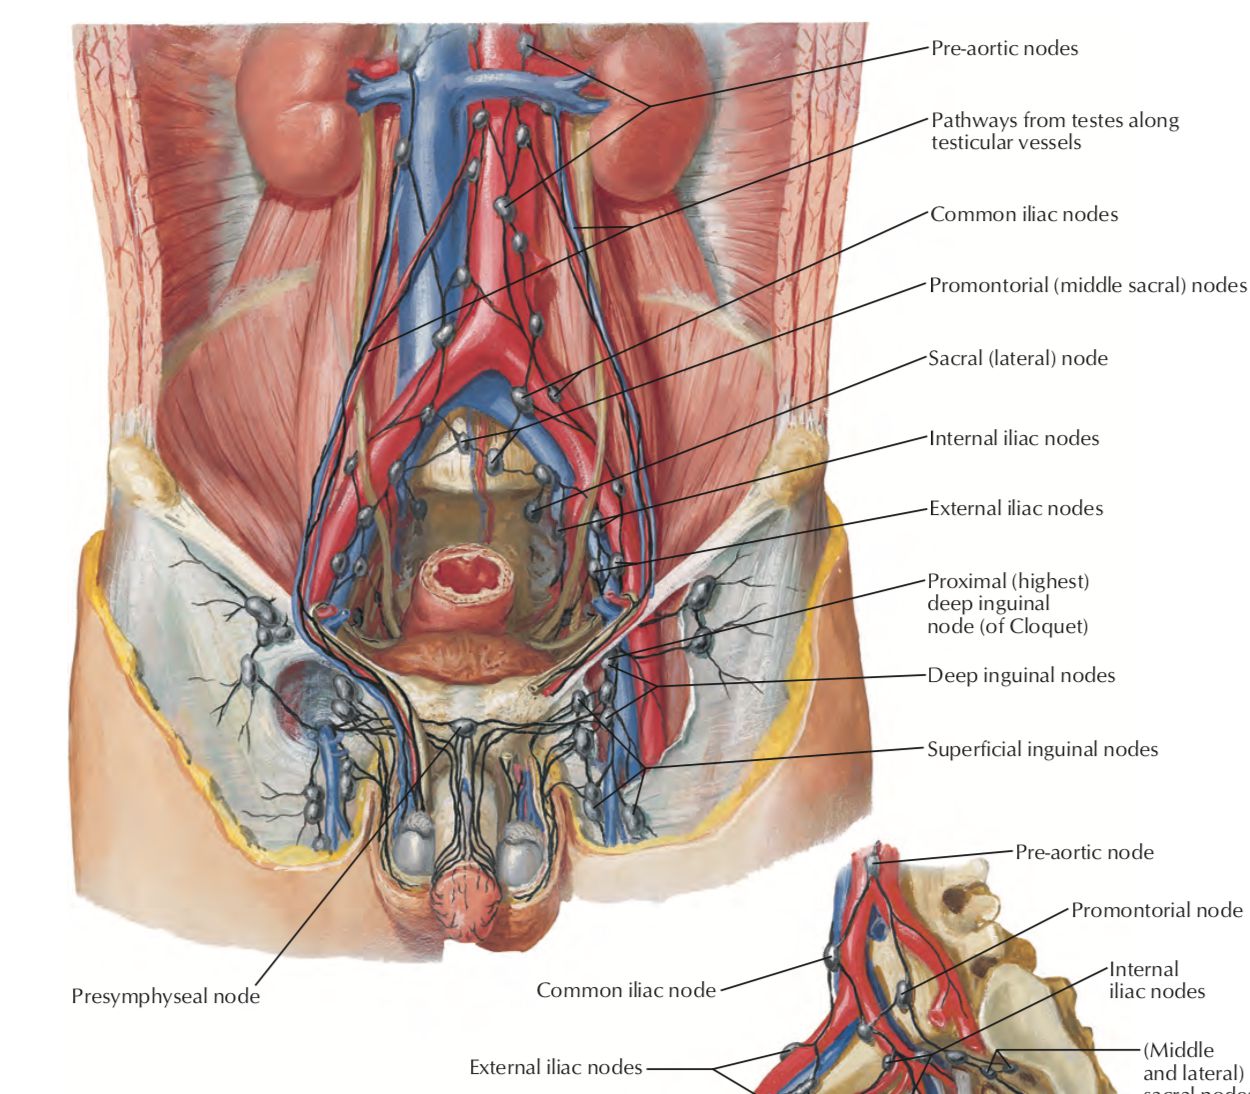 Pre-aortic nodes
Pathways from testes along
testicular vessels
Common iliac nodes
Promontorial (middle sacral) nodes
Sacral (lateral) node
Internal iliac nodes
External iliac nodes
Proximal (highest)
deep inguinal
node (of Cloquet)
Deep inguinal nodes
Superficial inguinal nodes
Pre-aortic node
Promontorial node
Presymphyseal node
Common iliac node
Internal
iliac nodes
External iliac nodes
(Middle
and lateral)